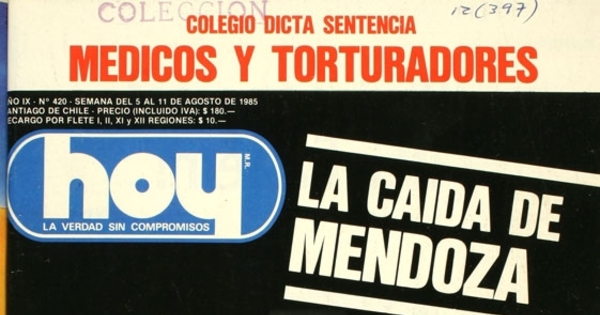 COLECCION
12(397)
COLEGIO DICTA SENTENCIA
MEDICOS Y TORTURADORES
ÑO IX - Nº 420 - SEMANA DEL 5 AL 11 DE AGOSTO DE 1985
ANTIAGO DE CHILE - PRECIO (INCLUIDO IVA): $ 180.—
ECARGO POR FLETE I, II, XI y XII REGIONES: $ 10.—
hoy M.R.
LA VERDAD SIN COMPROMISOS
LA CAIDA DE
MENDOZA